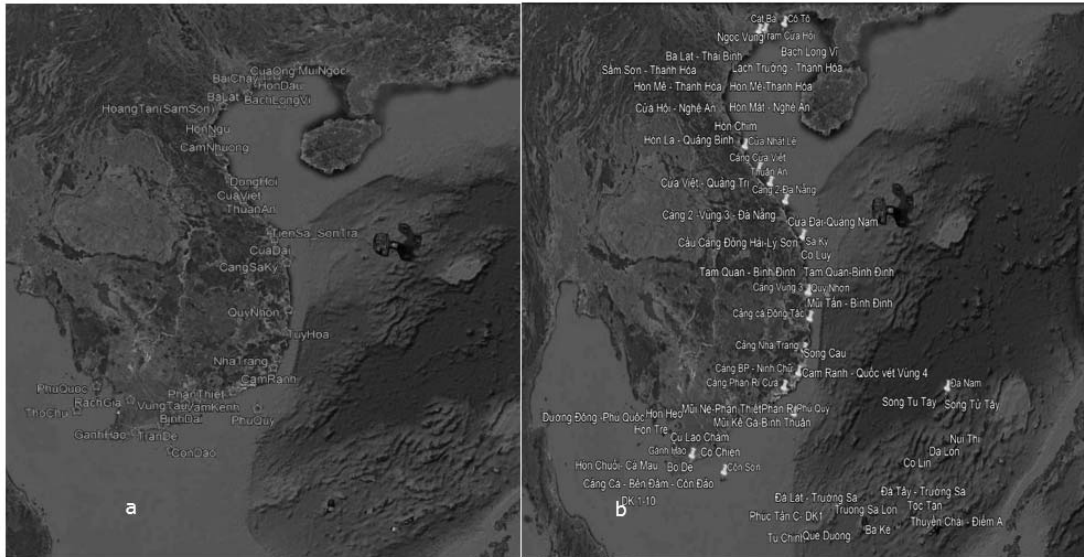 CuaOng
MuiNgoc
BaiChay
HonDau
BaLat
BachLongVi
HoangTan(SamSon)
HonNgu
CamNhuong
DongHoi
CuaViet
ThuanAn
TienSa_SonTra
CuaDai
CangSaKy
QuyNhon
TuyHoa
NhaTrang
CamRanh
PhuQuoc
RachGia
PhanThiet
ThoChu
VungTau
VamKenh
BinhDai
PhuQuy
GanhHao
TranDe
ConDao
a
Cát Bà
Cô Tô
Ngọc Vừng
Trạm Cửa Hội
Bạch Long Vĩ
Ba Lạt - Thái Bình
Sầm Sơn - Thanh Hóa
Lạch Trường - Thanh Hóa
Hòn Mê - Thanh Hóa
Hòn Mê-Thanh Hóa
Cửa Hội - Nghệ An
Hòn Mắt - Nghệ An
Hòn Chim
Hòn La - Quảng Bình
Cửa Nhật Lệ
Cảng Cửa Việt
Thuận An
Cửa Việt - Quảng Trị
Cảng 2-Đà Nẵng
Cảng 2 -Vùng 3 - Đà Nẵng
Cửa Đại-Quảng Nam
Cầu Cảng Đông Hải-Lý Sơn
Sa Kỳ
Cổ Lũy
Tam Quan - Bình Định
Tam Quan-Bình Định
Cảng Vùng 3
Quy Nhơn
Mũi Tấn - Bình Định
Cảng cá Đông Tác
Cảng Nha Trang
Sông Cầu
Cảng BP - Ninh Chữ
Cam Ranh - Quốc vét Vùng 4
Cảng Phan Rí Cửa
Đá Nam
Song Tử Tây
Song Tử Tây
Dương Đông -Phú Quốc
Hòn Heo
Mũi Né-Phan Thiết
Phan Rí
Phú Quý
Hòn Tre
Mũi Kê Gà-Bình Thuận
Cù Lao Chàm
Núi Thị
Gành Hào
Cổ Chiên
Đá Lớn
Cô Lin
Hòn Chuối - Cà Mau
Bồ Đề
Côn Sơn
Cảng Cá - Bến Đầm - Côn Đảo
Đá Tây - Trường Sa
DK 1-10
Đá Lát - Trường Sa
Tốc Tan
b
Phúc Tần C- DK1
Trường Sa Lớn
Thuyền Chài - Điểm A
Ba Kè
Tư Chính
Quế Đường